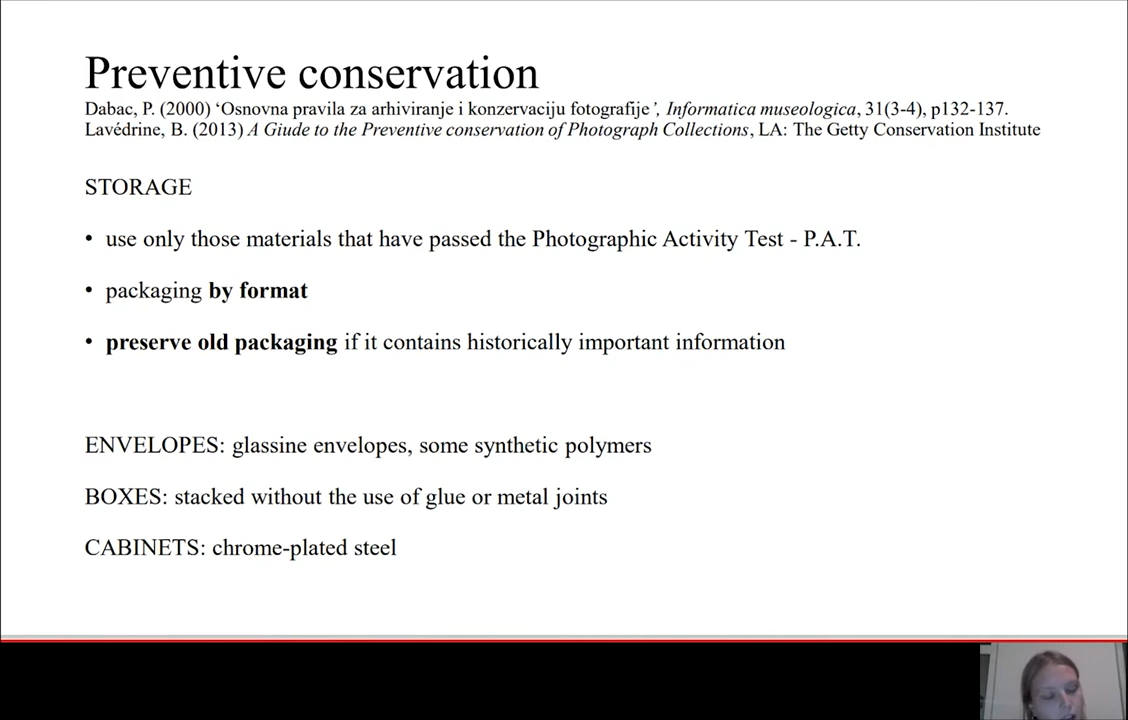 Preventive conservation
Dabac, P. (2000) ‘Osnovna pravila za arhiviranje i konzervaciju fotografije’, Informatica museologica, 31(3-4), p132-137.
Lavédrine, B. (2013) A Giude to the Preventive conservation of Photograph Collections, LA: The Getty Conservation Institute
STORAGE
• use only those materials that have passed the Photographic Activity Test - P.A.T.
• packaging by format
• preserve old packaging if it contains historically important information
ENVELOPES: glassine envelopes, some synthetic polymers
BOXES: stacked without the use of glue or metal joints
CABINETS: chrome-plated steel